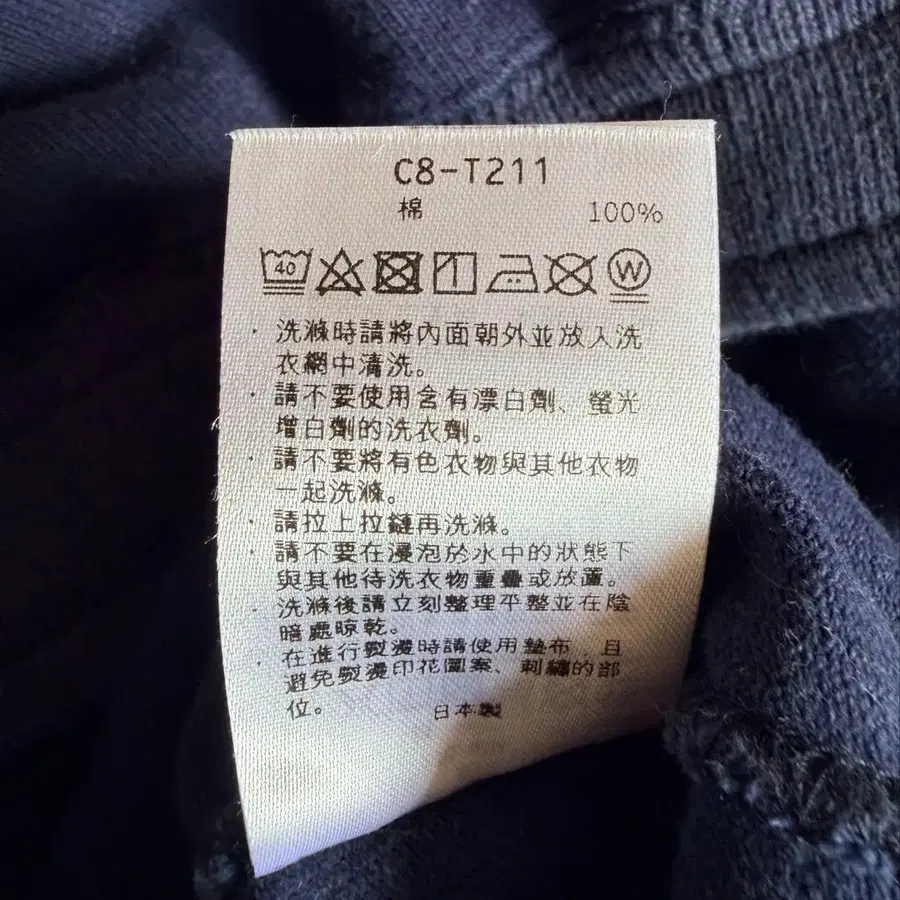 C8-T211
棉 100%
40 W
· 洗滌時請將內面朝外並放入洗
衣網中清洗。
· 請不要使用含有漂白劑、螢光
增白劑的洗衣劑。
· 請不要將有色衣物與其他衣物
一起洗滌。
· 請拉上拉鏈再洗滌。
· 請不要在浸泡於水中的狀態下
與其他待洗衣物重疊或放置。
· 洗滌後請立刻整理平整並在陰
暗處晾乾。
· 在進行熨燙時請使用墊布，且
避免熨燙印花圖案、刺繡的部
位。 日本製